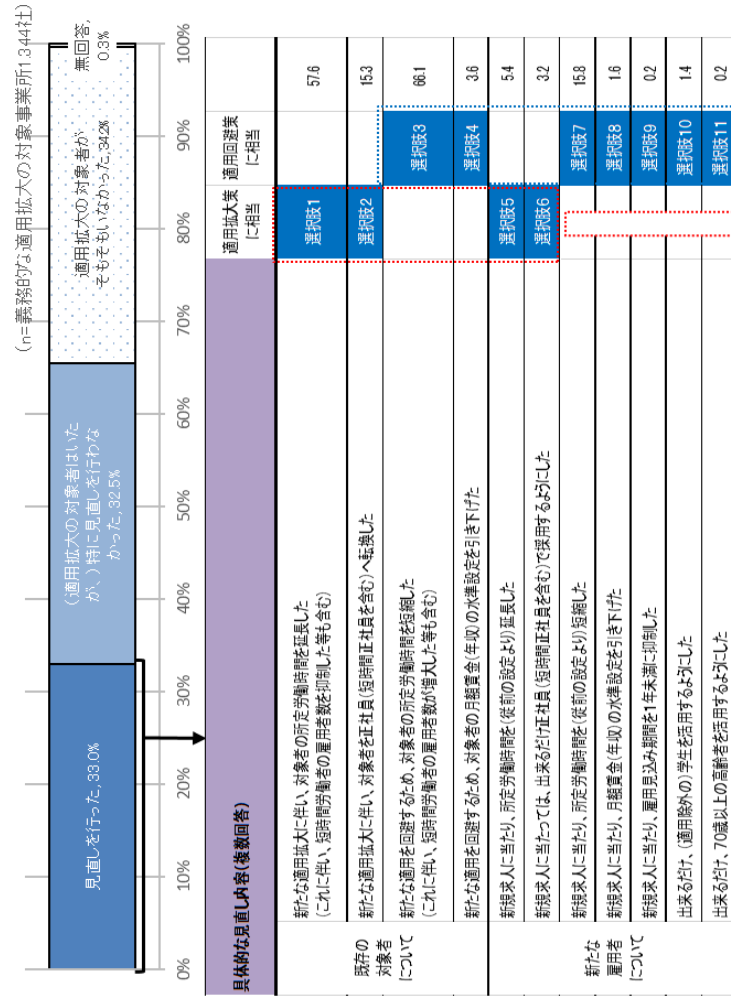 (n=義務的な適用拡大の対象事業所1,344社)
見直しを行った, 33.0%
(適用拡大の対象者はいた
が、)特に見直しを行わな
かった, 32.5%
適用拡大の対象者が
そもそもいなかった, 34.2%
無回答,
0.3%
0%
10%
20%
30%
40%
50%
60%
70%
80%
90%
100%
具体的な見直し内容(複数回答)
適用拡大策
に相当
適用回避策
に相当
既存の
対象者
について
新たな適用拡大に伴い、対象者の所定労働時間を延長した
(これに伴い、短時間労働者の雇用者数を抑制した等も含む)
選択肢1
57.6
新たな適用拡大に伴い、対象者を正社員(短時間正社員を含む)へ転換した
選択肢2
15.3
新たな適用を回避するため、対象者の所定労働時間を短縮した
(これに伴い、短時間労働者の雇用者数が増大した等も含む)
選択肢3
66.1
新たな適用を回避するため、対象者の月額賃金(年収)の水準設定を引き下げた
選択肢4
3.6
新たな
雇用者
について
新規求人に当たり、所定労働時間を(従前の設定より)延長した
選択肢5
5.4
新規求人に当たっては、出来るだけ正社員(短時間正社員を含む)で採用するようにした
選択肢6
3.2
新規求人に当たり、所定労働時間を(従前の設定より)短縮した
選択肢7
15.8
新規求人に当たり、月額賃金(年収)の水準設定を引き下げた
選択肢8
1.6
新規求人に当たり、雇用見込み期間を1年未満に抑制した
選択肢9
0.2
出来るだけ、(適用除外の)学生を活用するようにした
選択肢10
1.4
出来るだけ、70歳以上の高齢者を活用するようにした
選択肢11
0.2